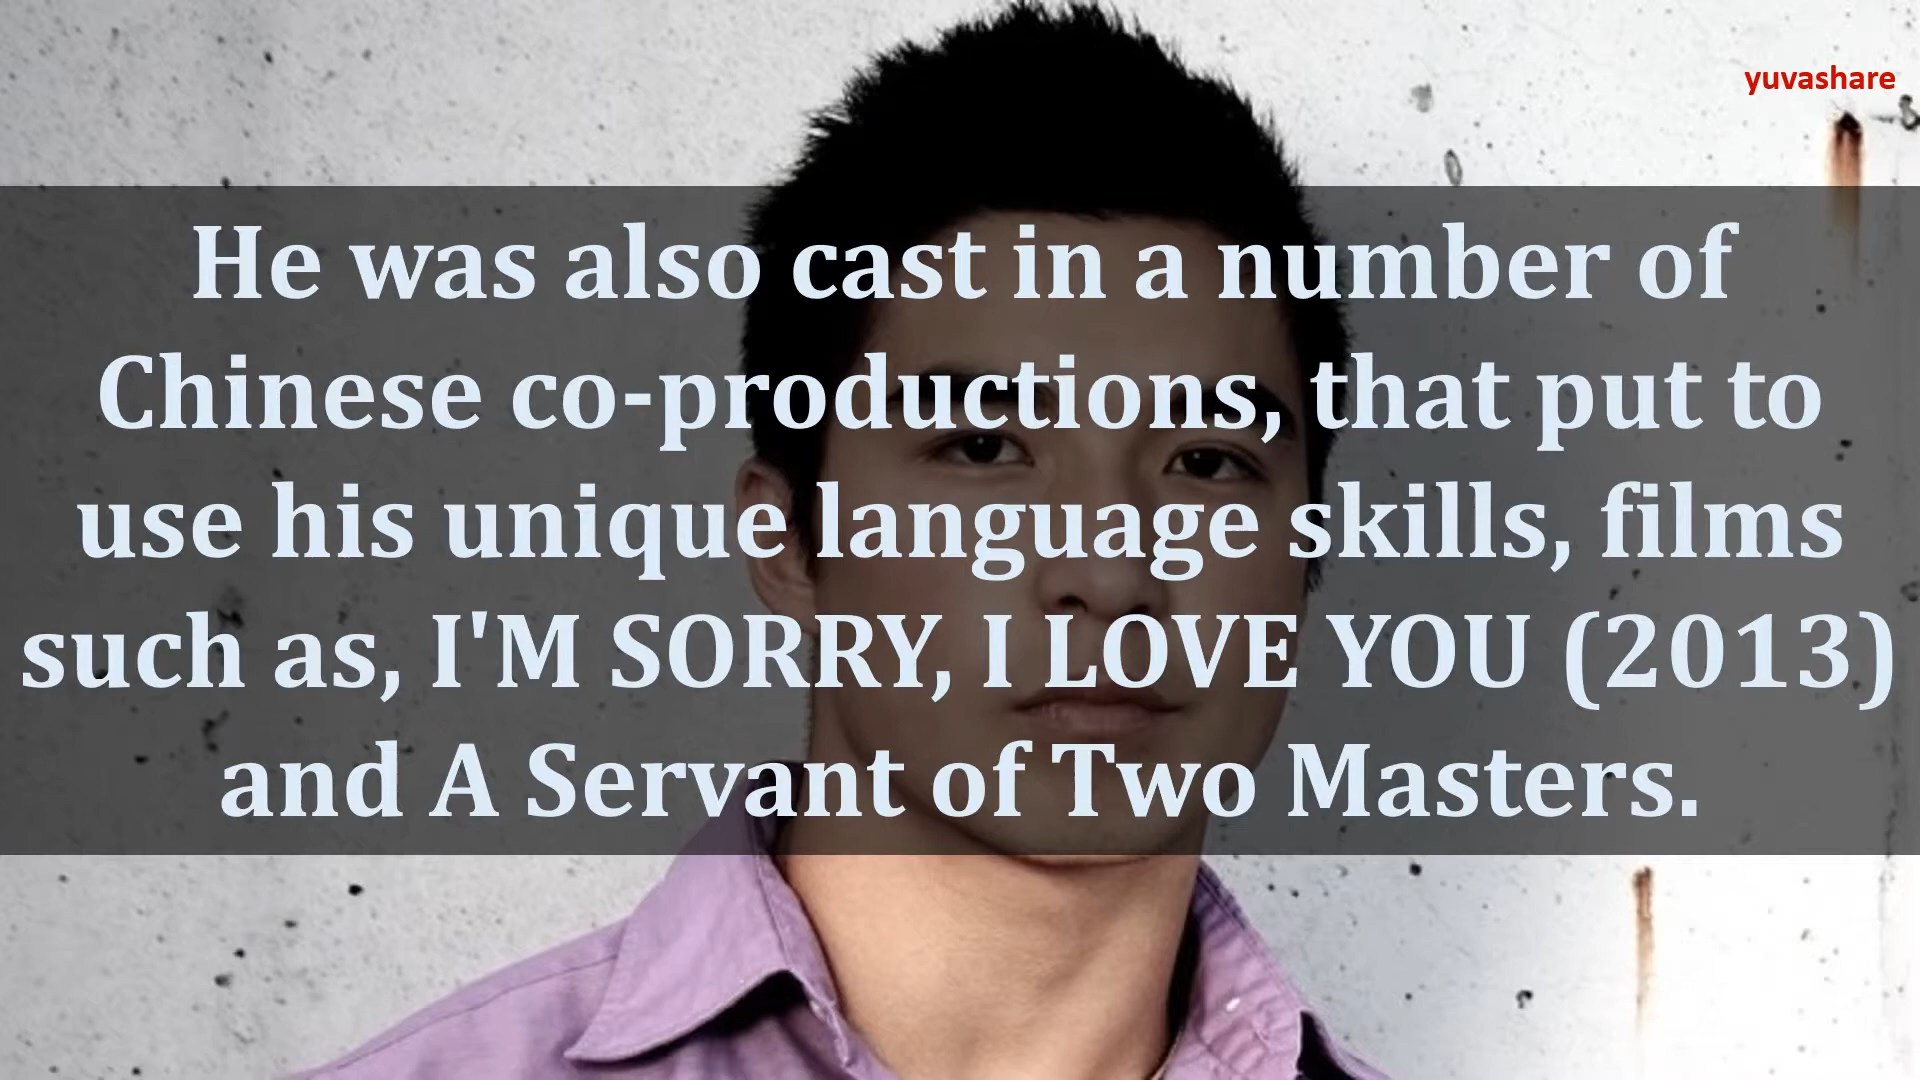 yuvashare
He was also cast in a number of
Chinese co-productions, that put to
use his unique language skills, films
such as, I'M SORRY, I LOVE YOU (2013)
and A Servant of Two Masters.